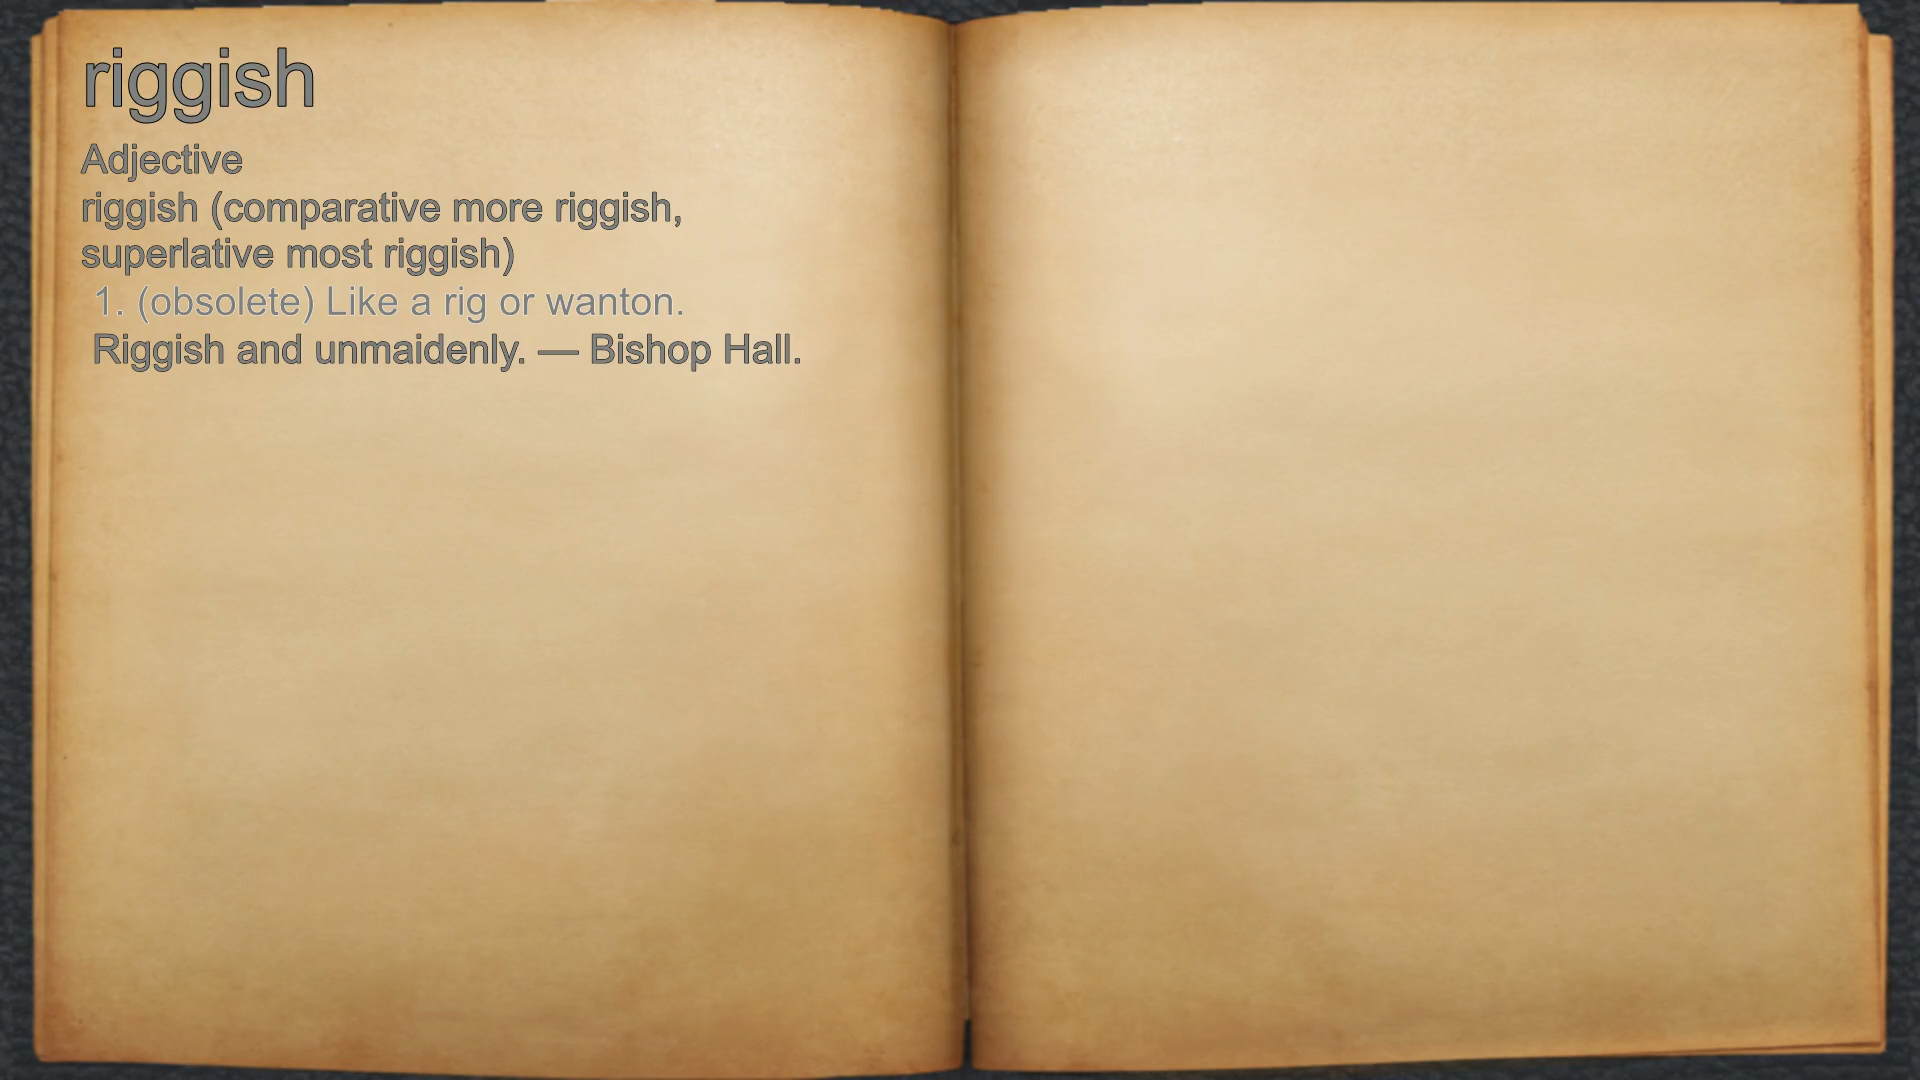 riggish
Adjective
riggish (comparative more riggish,
superlative most riggish)
1. (obsolete) Like a rig or wanton.
Riggish and unmaidenly. — Bishop Hall.